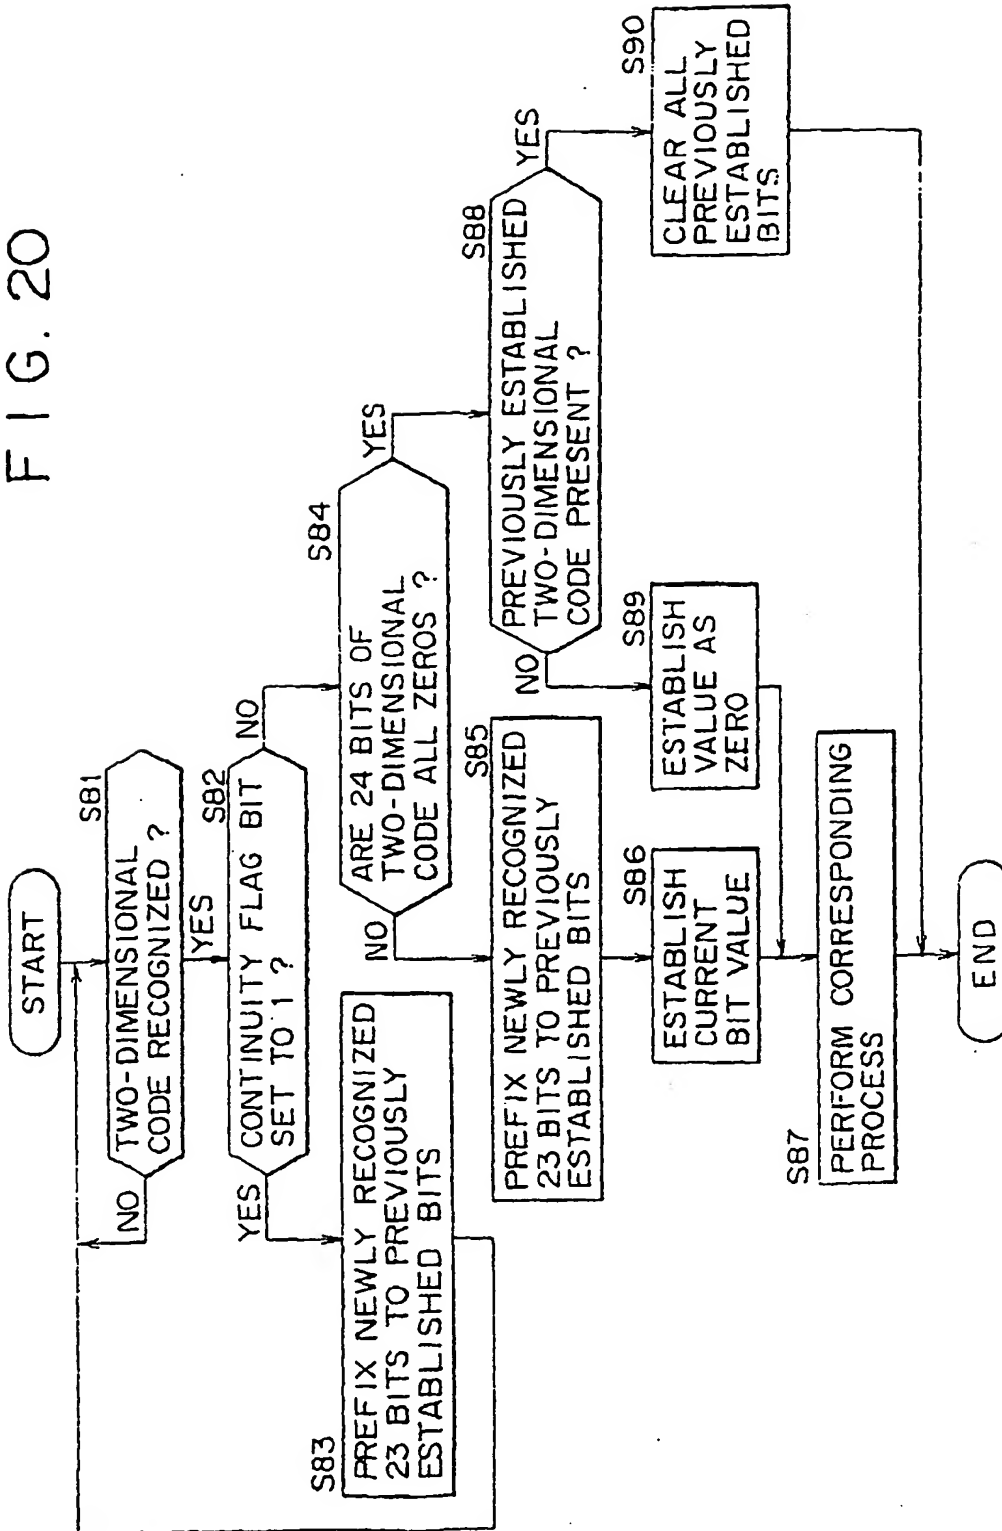 FIG. 20
START
S81
TWO-DIMENSIONAL
CODE RECOGNIZED ?
NO
YES
S82
CONTINUITY FLAG BIT
SET TO 1 ?
YES
NO
S83
PREFIX NEWLY RECOGNIZED
23 BITS TO PREVIOUSLY
ESTABLISHED BITS
S84
ARE 24 BITS OF
TWO-DIMENSIONAL
CODE ALL ZEROS ?
NO
YES
S85
PREFIX NEWLY RECOGNIZED
23 BITS TO PREVIOUSLY
ESTABLISHED BITS
S88
PREVIOUSLY ESTABLISHED
TWO-DIMENSIONAL
CODE PRESENT ?
NO
YES
S86
ESTABLISH
CURRENT
BIT VALUE
S89
ESTABLISH
VALUE AS
ZERO
S90
CLEAR ALL
PREVIOUSLY
ESTABLISHED
BITS
S87
PERFORM CORRESPONDING
PROCESS
END